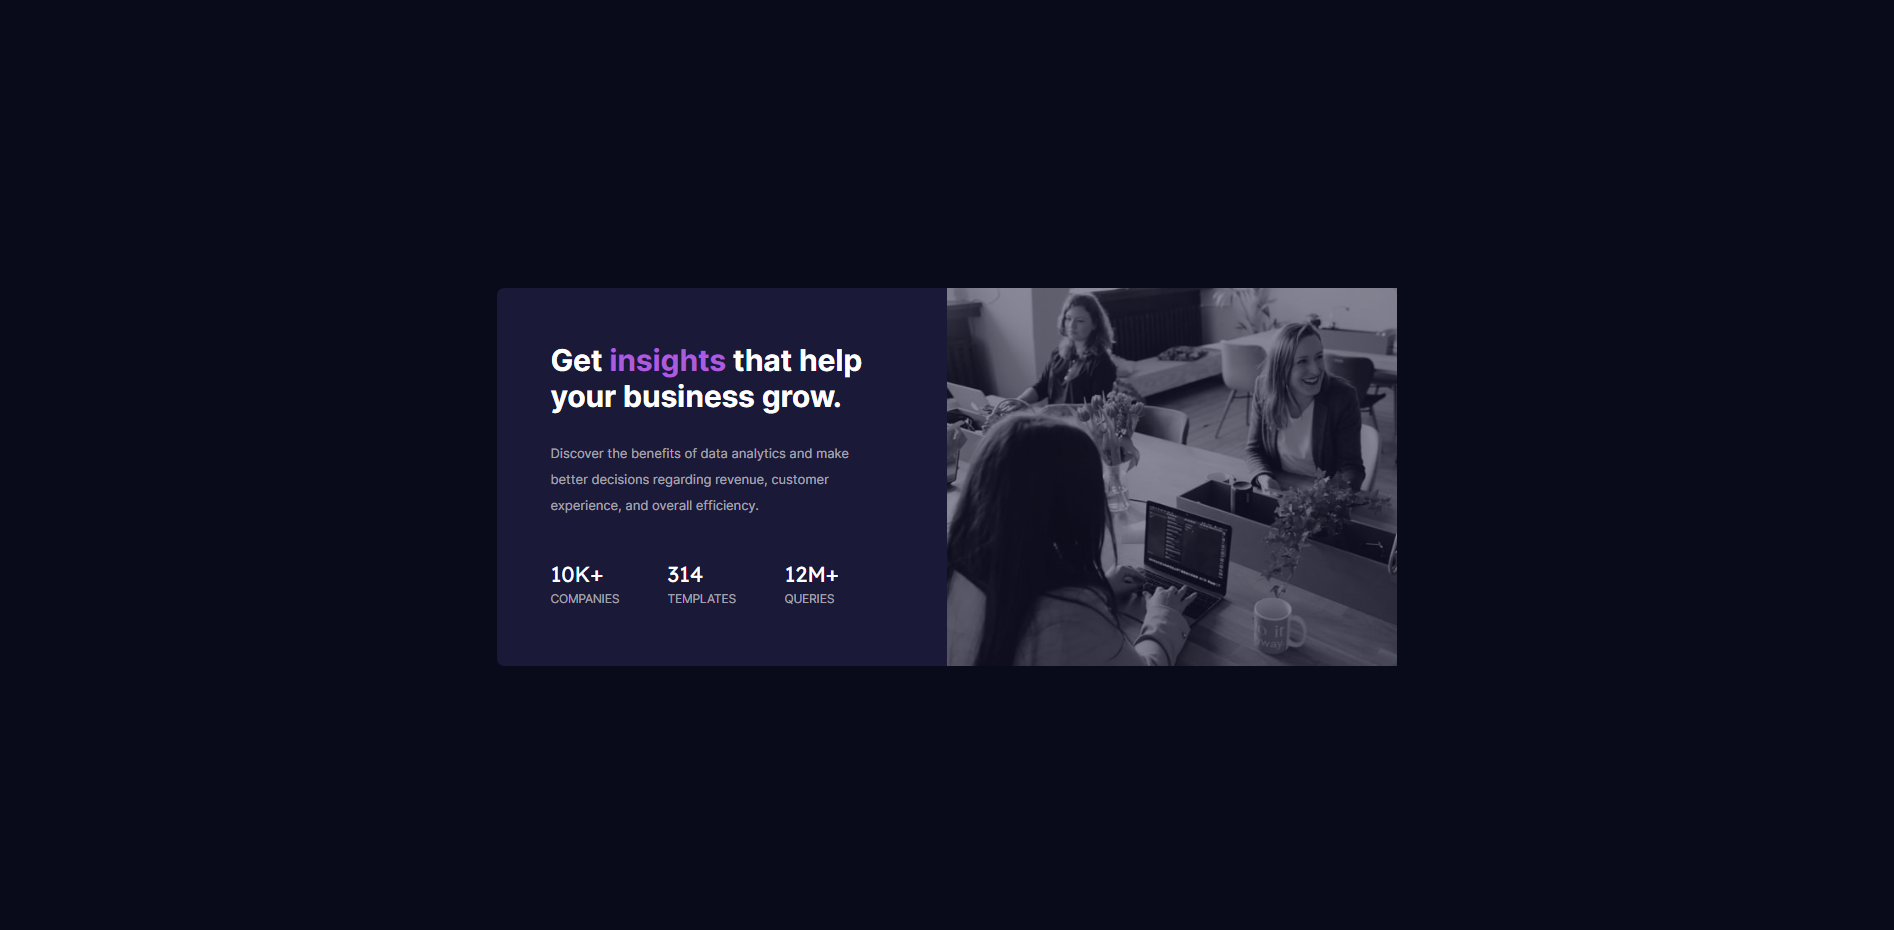 Get insights that help
your business grow.
Discover the benefits of data analytics and make
better decisions regarding revenue, customer
experience, and overall efficiency.
10K+ 314 12M+
COMPANIES TEMPLATES QUERIES